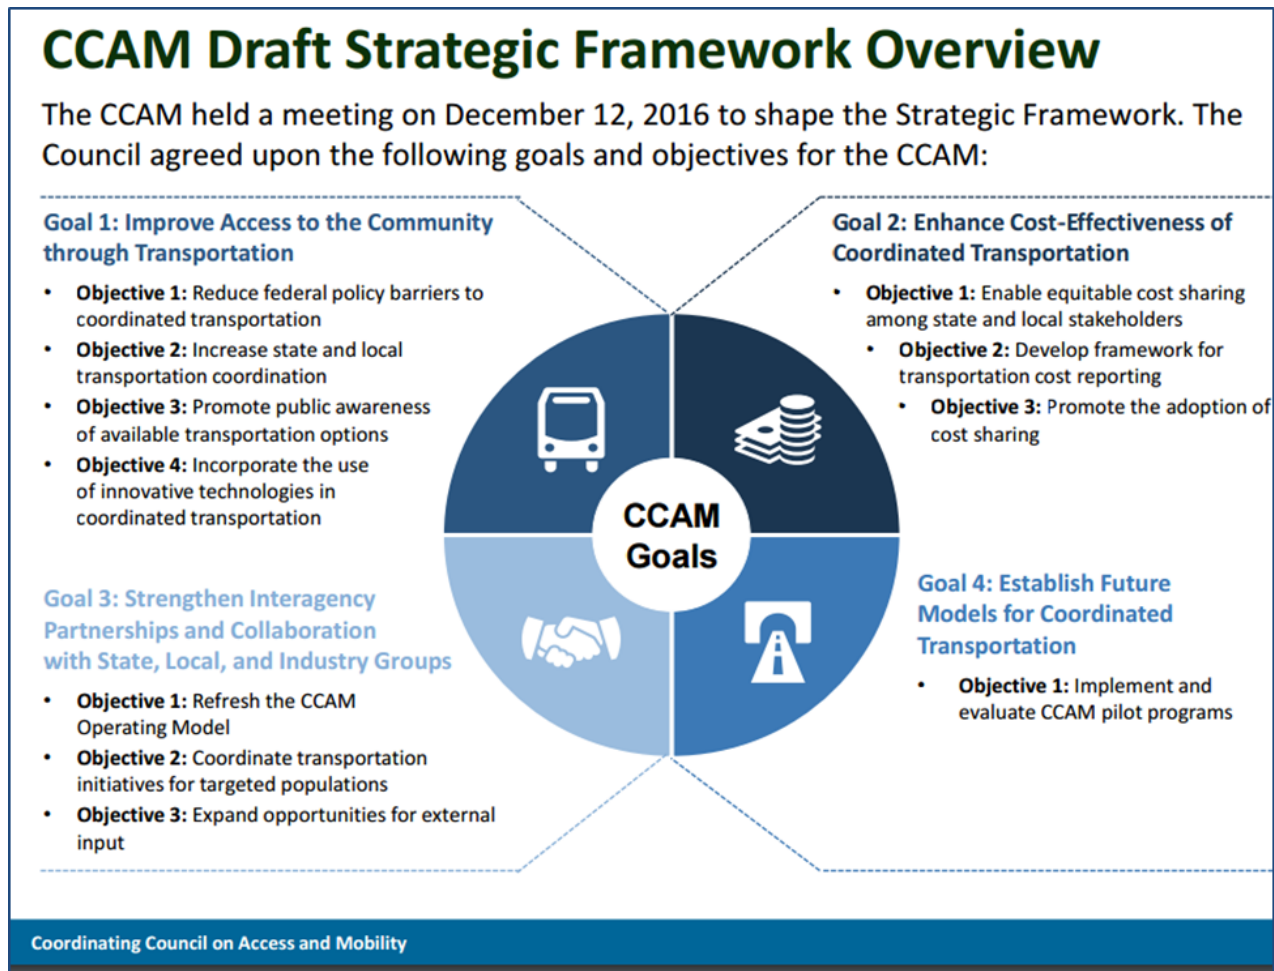 CCAM Draft Strategic Framework Overview
The CCAM held a meeting on December 12, 2016 to shape the Strategic Framework. The
Council agreed upon the following goals and objectives for the CCAM:
Goal 1: Improve Access to the Community
through Transportation
• Objective 1: Reduce federal policy barriers to
coordinated transportation
• Objective 2: Increase state and local
transportation coordination
• Objective 3: Promote public awareness
of available transportation options
• Objective 4: Incorporate the use
of innovative technologies in
coordinated transportation
Goal 2: Enhance Cost-Effectiveness of
Coordinated Transportation
• Objective 1: Enable equitable cost sharing
among state and local stakeholders
• Objective 2: Develop framework for
transportation cost reporting
• Objective 3: Promote the adoption of
cost sharing
CCAM
Goals
Goal 3: Strengthen Interagency
Partnerships and Collaboration
with State, Local, and Industry Groups
• Objective 1: Refresh the CCAM
Operating Model
• Objective 2: Coordinate transportation
initiatives for targeted populations
• Objective 3: Expand opportunities for external
input
Goal 4: Establish Future
Models for Coordinated
Transportation
• Objective 1: Implement and
evaluate CCAM pilot programs
Coordinating Council on Access and Mobility